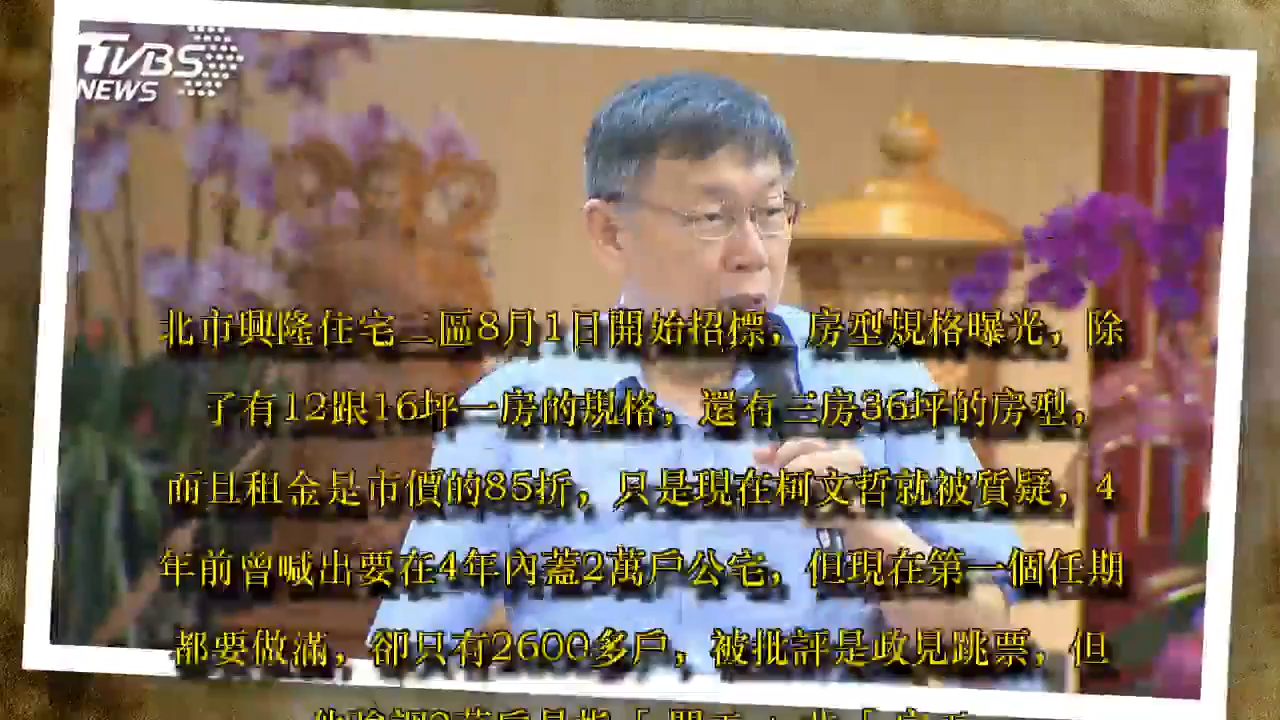 TVBS
NEWS
北市興隆住宅二區8月1日開始招標，房型規格曝光，除
了有12跟16坪一房的規格，還有三房36坪的房型，
而且租金是市價的85折，只是現在柯文哲就被質疑，4
年前曾喊出要在4年內蓋2萬戶公宅，但現在第一個任期
都要做滿，卻只有2600多戶，被批評是政見跳票，但